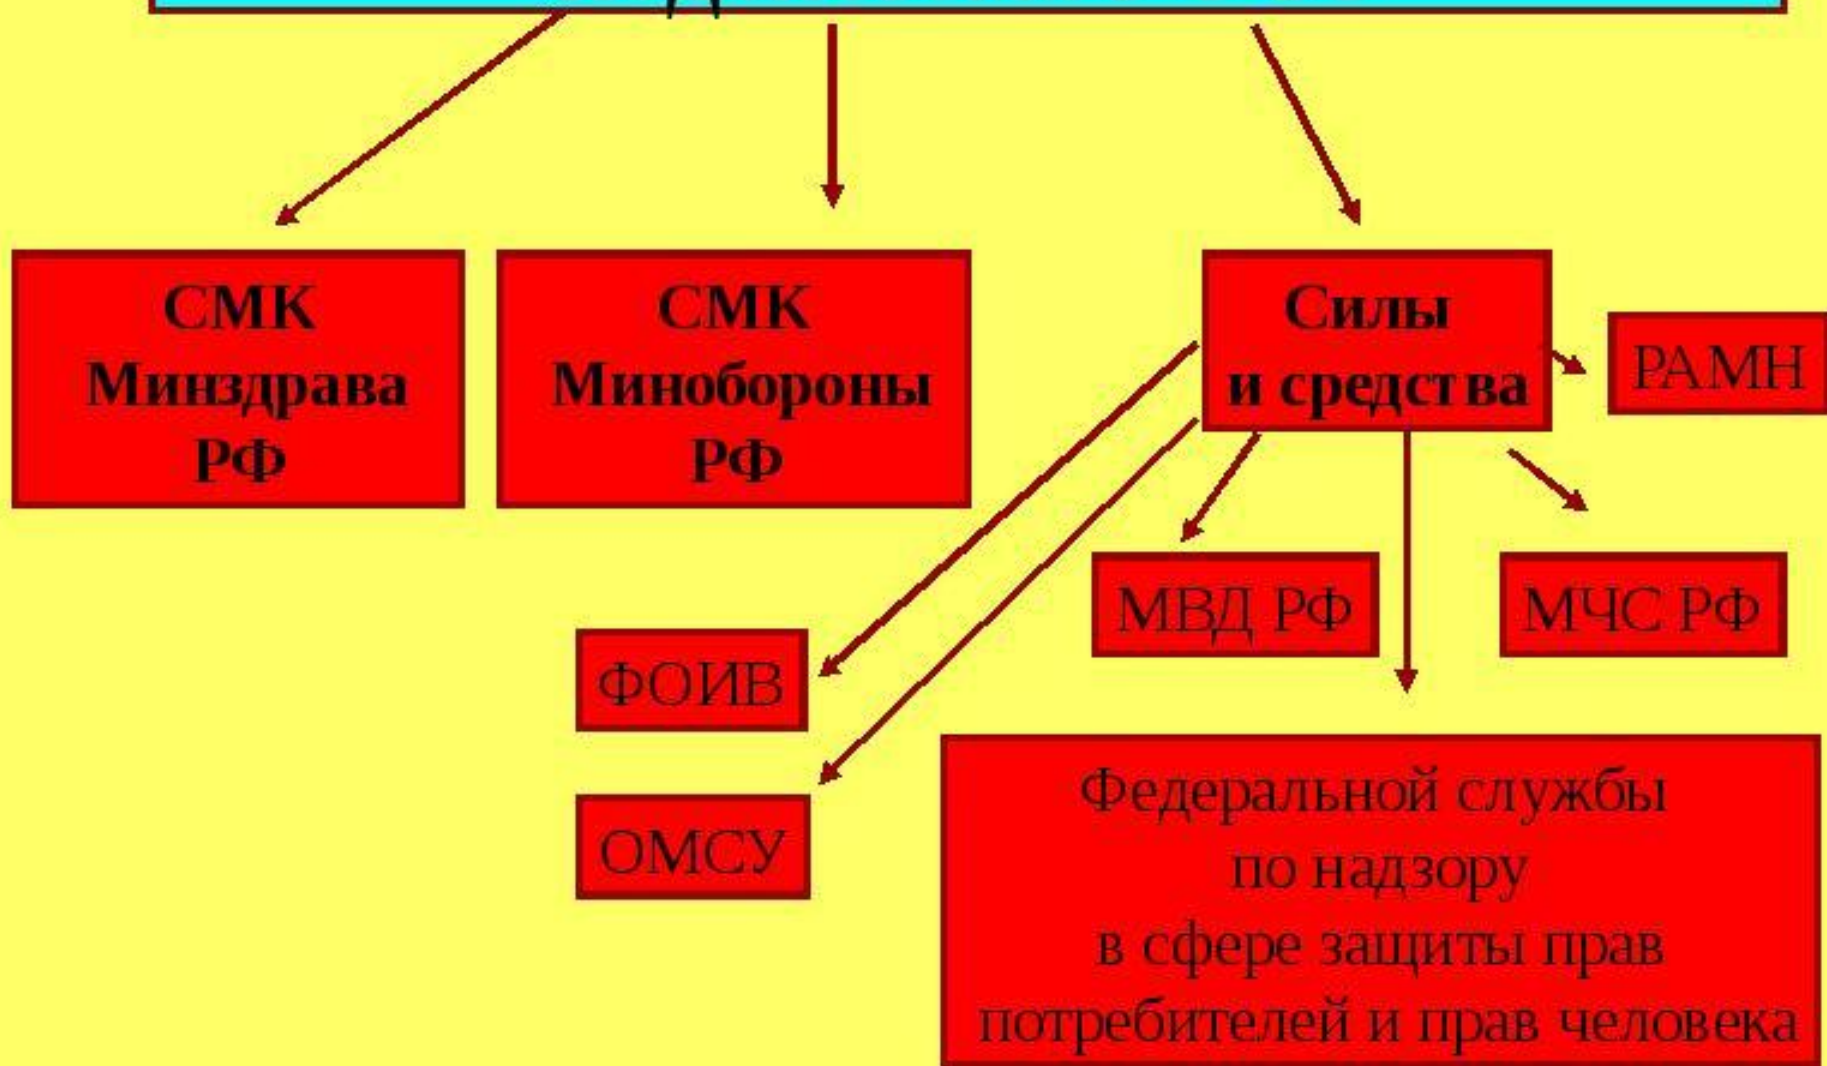 СМК
Минздрава
РФ
СМК
Минобороны
РФ
Силы
и средства
РАМН
МВД РФ
МЧС РФ
ФОИВ
ОМСУ
Федеральной службы
по надзору
в сфере защиты прав
потребителей и прав человека